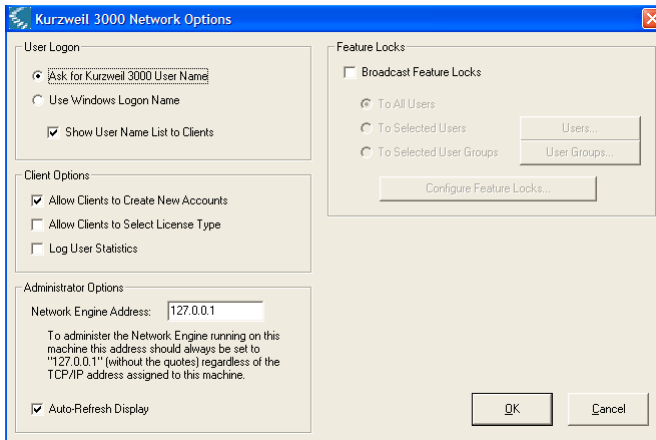 Kurzweil 3000 Network Options
User Logon
Ask for Kurzweil 3000 User Name
Use Windows Logon Name
Show User Name List to Clients
Client Options
Allow Clients to Create New Accounts
Allow Clients to Select License Type
Log User Statistics
Administrator Options
Network Engine Address: 127.0.0.1
To administer the Network Engine running on this
machine this address should always be set to
"127.0.0.1" (without the quotes) regardless of the
TCP/IP address assigned to this machine.
Auto-Refresh Display
Feature Locks
Broadcast Feature Locks
To All Users
To Selected Users Users...
To Selected User Groups User Groups...
Configure Feature Locks...
OK Cancel